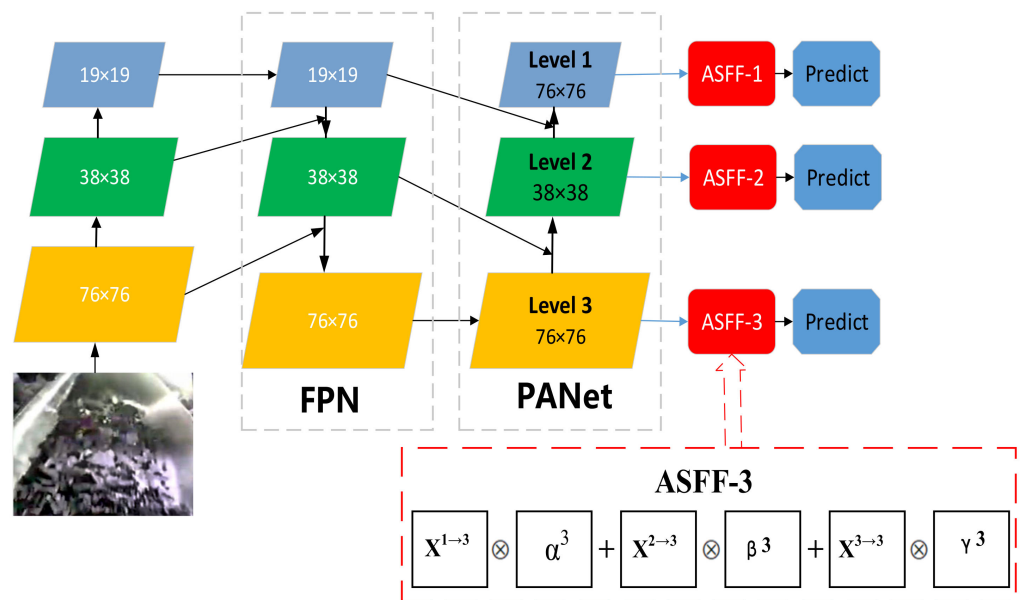 19×19
38×38
76×76
19×19
38×38
76×76
FPN
Level 1
76×76
Level 2
38×38
Level 3
76×76
PANet
ASFF-1
Predict
ASFF-2
Predict
ASFF-3
Predict
ASFF-3
X¹→³ ⊗ α³ + X²→³ ⊗ β³ + X³→³ ⊗ γ³